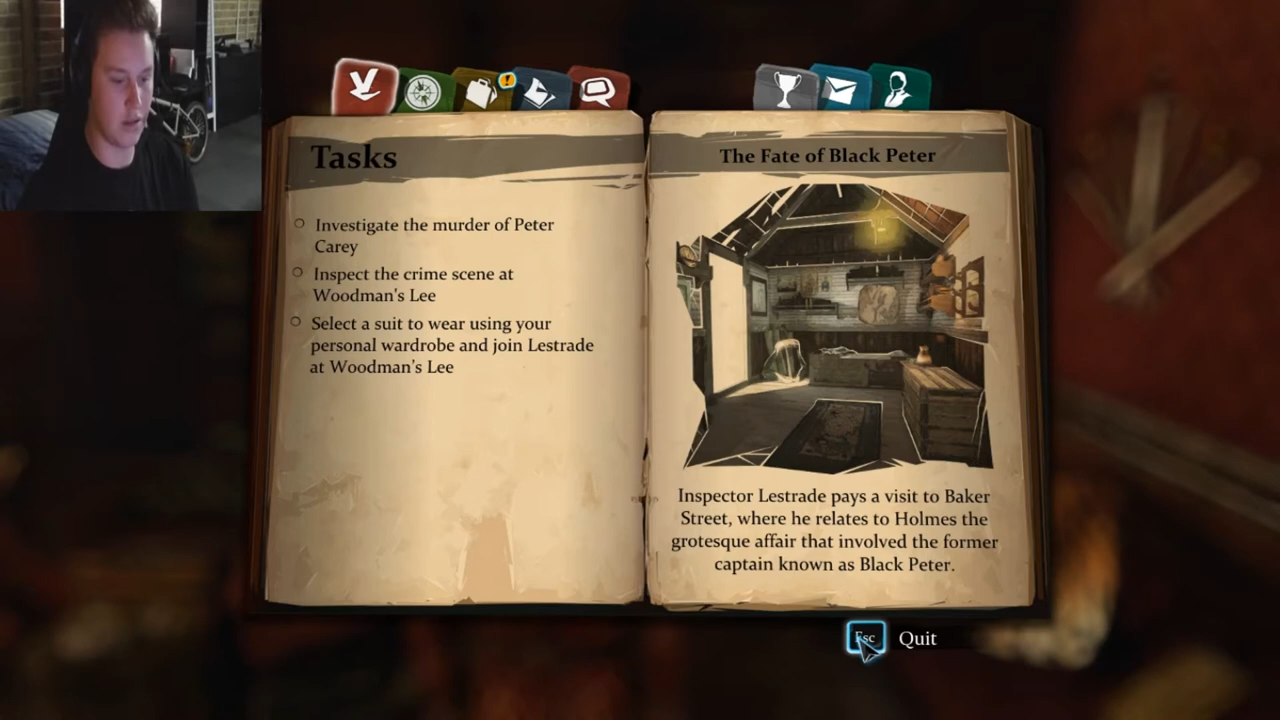 Tasks
Investigate the murder of Peter
Carey
Inspect the crime scene at
Woodman's Lee
Select a suit to wear using your
personal wardrobe and join Lestrade
at Woodman's Lee
The Fate of Black Peter
Inspector Lestrade pays a visit to Baker
Street, where he relates to Holmes the
grotesque affair that involved the former
captain known as Black Peter.
Esc Quit